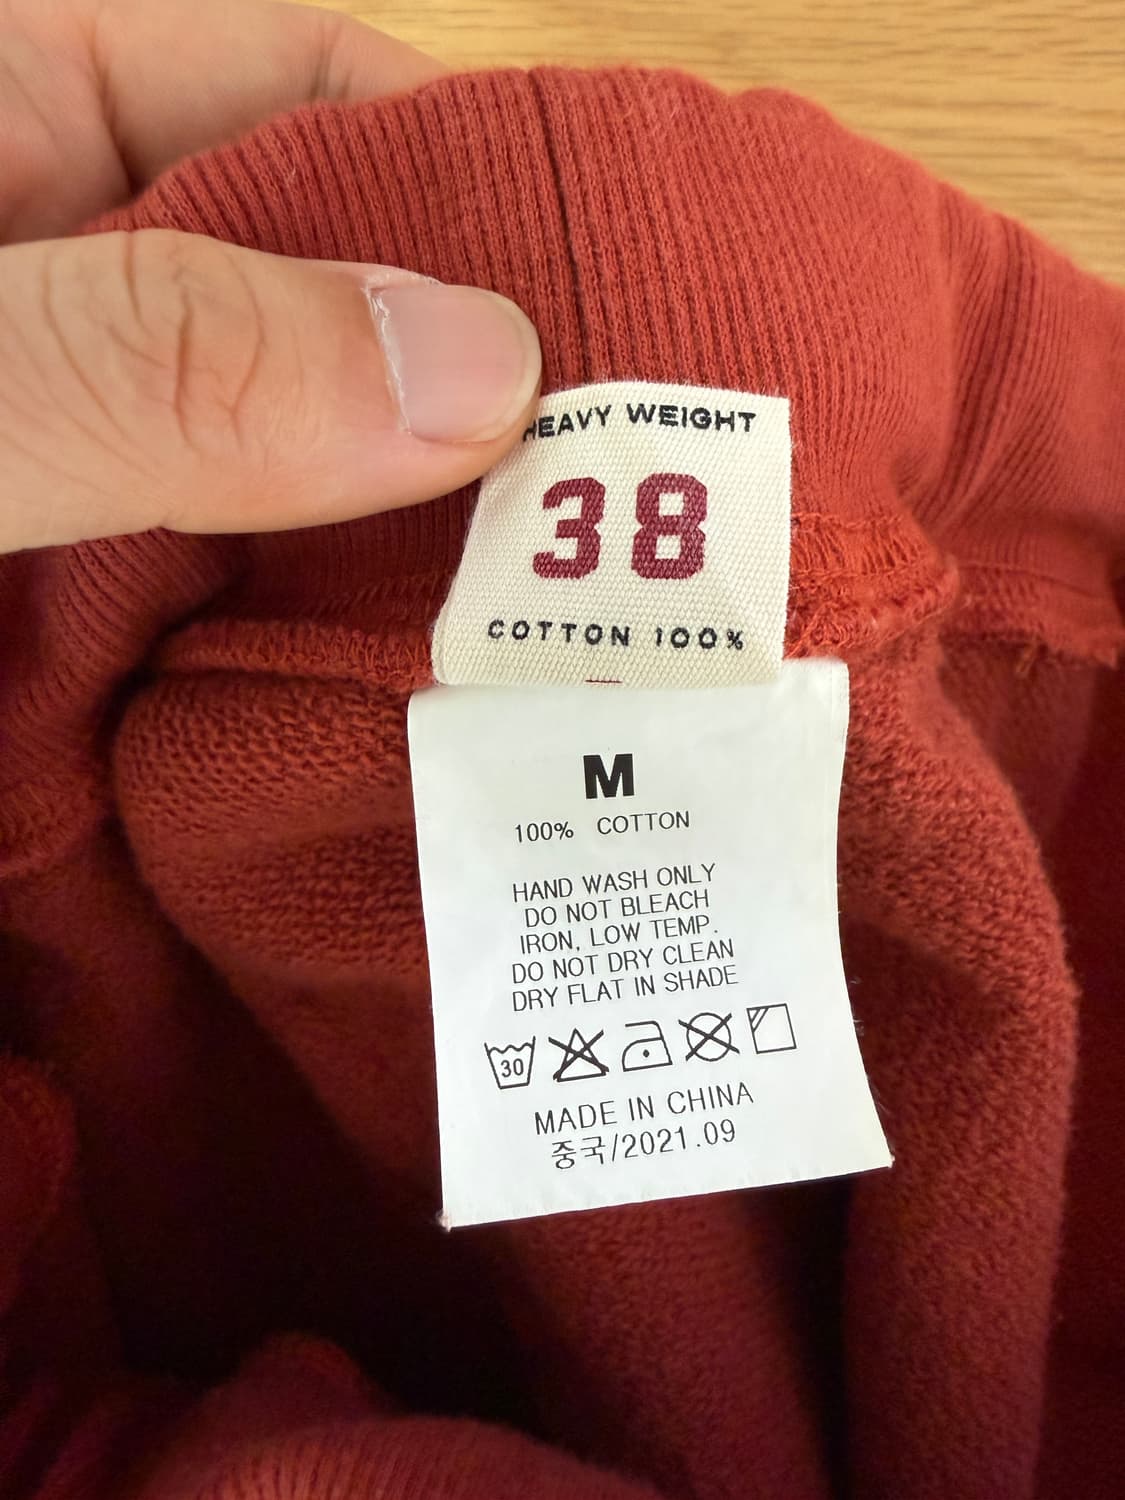 HEAVY WEIGHT
38
COTTON 100%
M
100% COTTON
HAND WASH ONLY
DO NOT BLEACH
IRON, LOW TEMP.
DO NOT DRY CLEAN
DRY FLAT IN SHADE
30
MADE IN CHINA
중국/2021.09